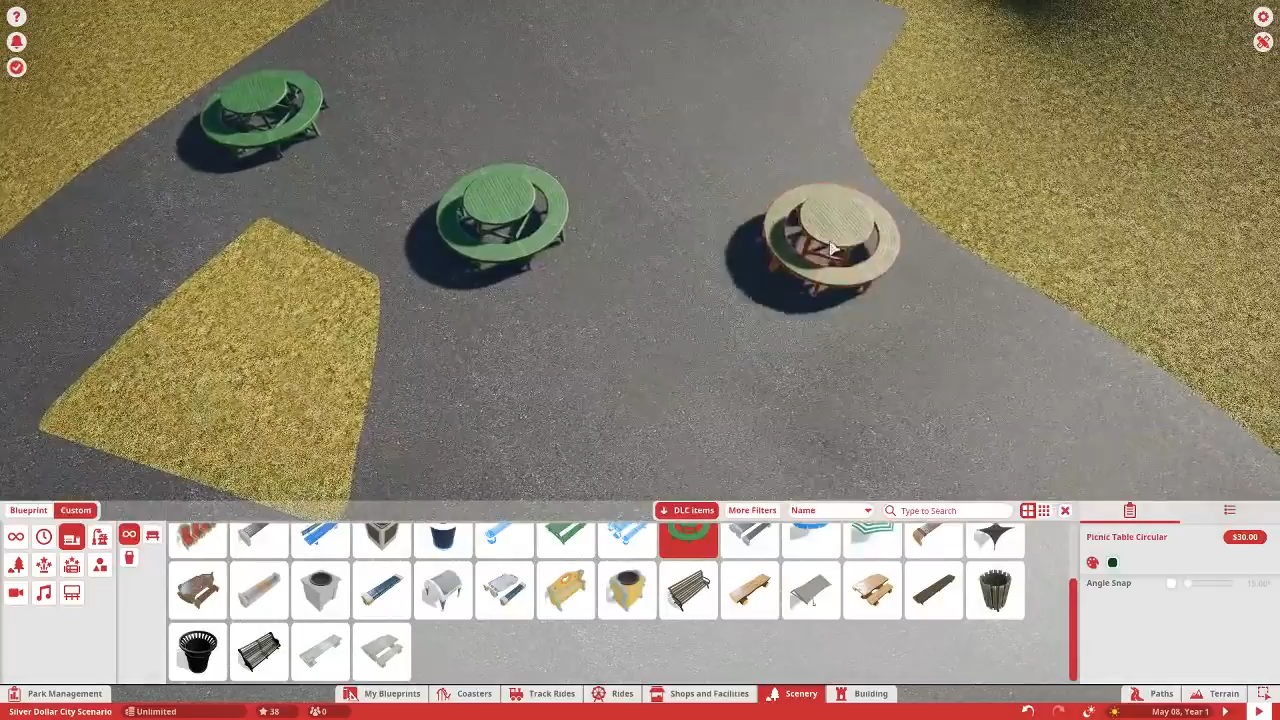 ?
Blueprint
Custom
DLC items
More Filters
Name
Type to Search
Picnic Table Circular
$30.00
Angle Snap
15.00°
Park Management
My Blueprints
Coasters
Track Rides
Rides
Shops and Facilities
Scenery
Building
Paths
Terrain
Silver Dollar City Scenario
Unlimited
38
0
May 08, Year 1